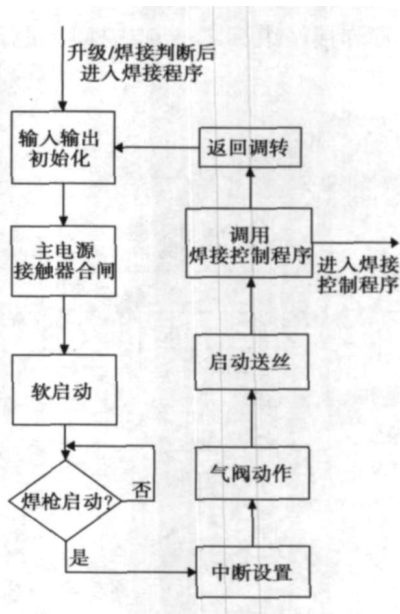 升级/焊接判断后
进入焊接程序
输入输出
初始化
主电源
接触器合闸
软启动
焊枪启动?
否
是
中断设置
气阀动作
启动送丝
调用
焊接控制程序
进入焊接
控制程序
返回调转